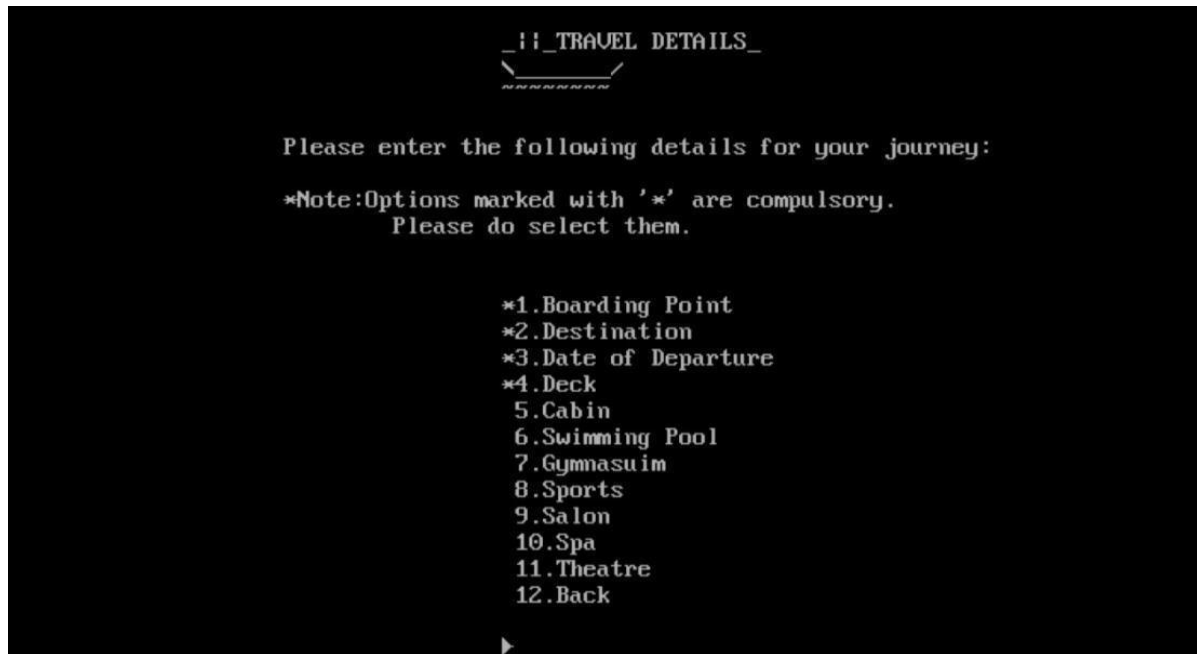 _||_TRAVEL DETAILS_
\________/
~~~~~~~~
Please enter the following details for your journey:
*Note:Options marked with '*' are compulsory.
Please do select them.
*1.Boarding Point
*2.Destination
*3.Date of Departure
*4.Deck
5.Cabin
6.Swimming Pool
7.Gymnasuim
8.Sports
9.Salon
10.Spa
11.Theatre
12.Back